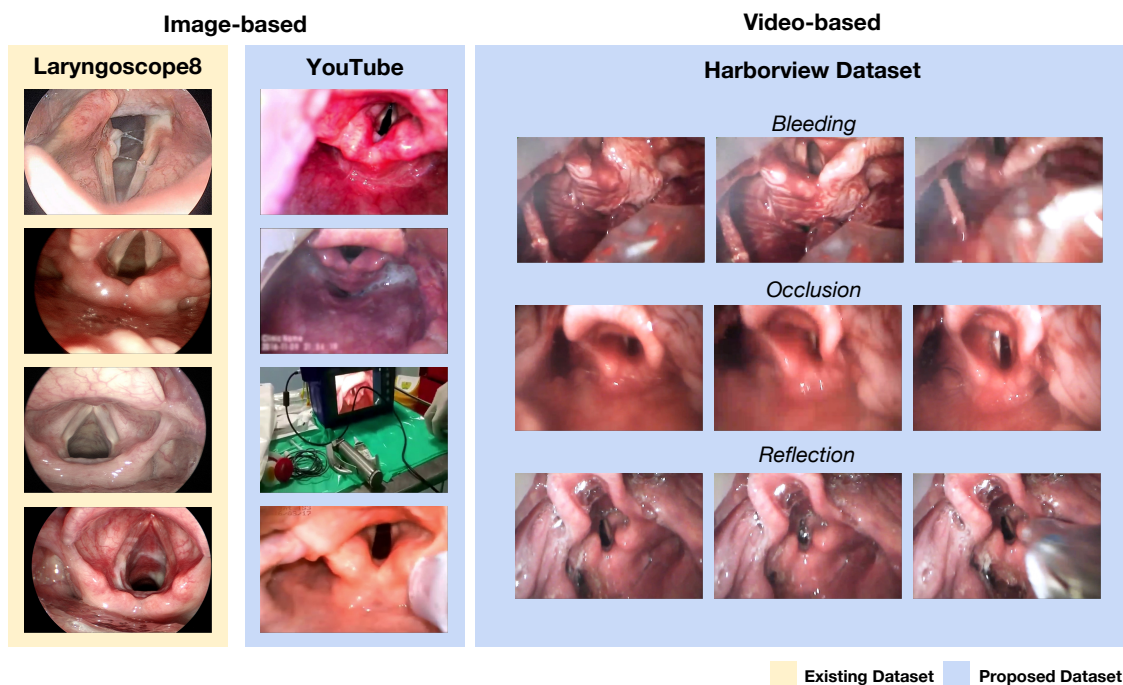 Image-based
Video-based
Laryngoscope8
YouTube
Harborview Dataset
Bleeding
Occlusion
Reflection
Existing Dataset
Proposed Dataset